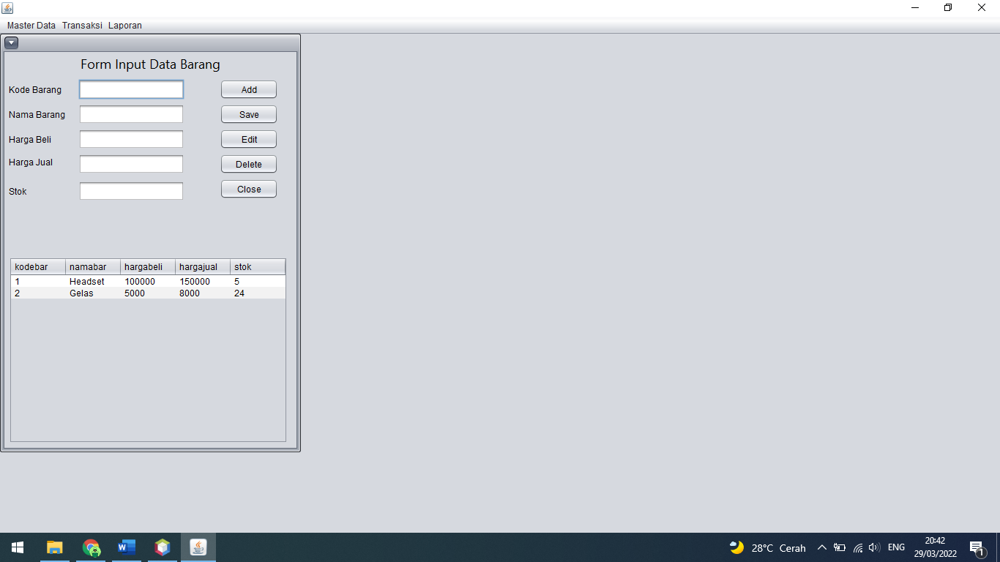 Master Data Transaksi Laporan
Form Input Data Barang
Kode Barang Add
Nama Barang Save
Harga Beli Edit
Harga Jual Delete
Stok Close
kodebar namabar hargabeli hargajual stok
1 Headset 100000 150000 5
2 Gelas 5000 8000 24
W 28°C Cerah ENG 20:42
29/03/2022 1